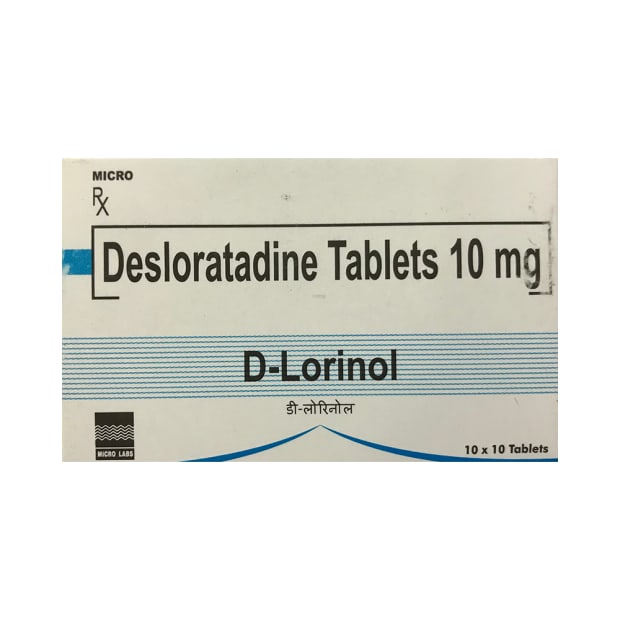 MICRO
Rx
Desloratadine Tablets 10 mg
D-Lorinol
डी-लोरिनोल
MICRO LABS
10 x 10 Tablets